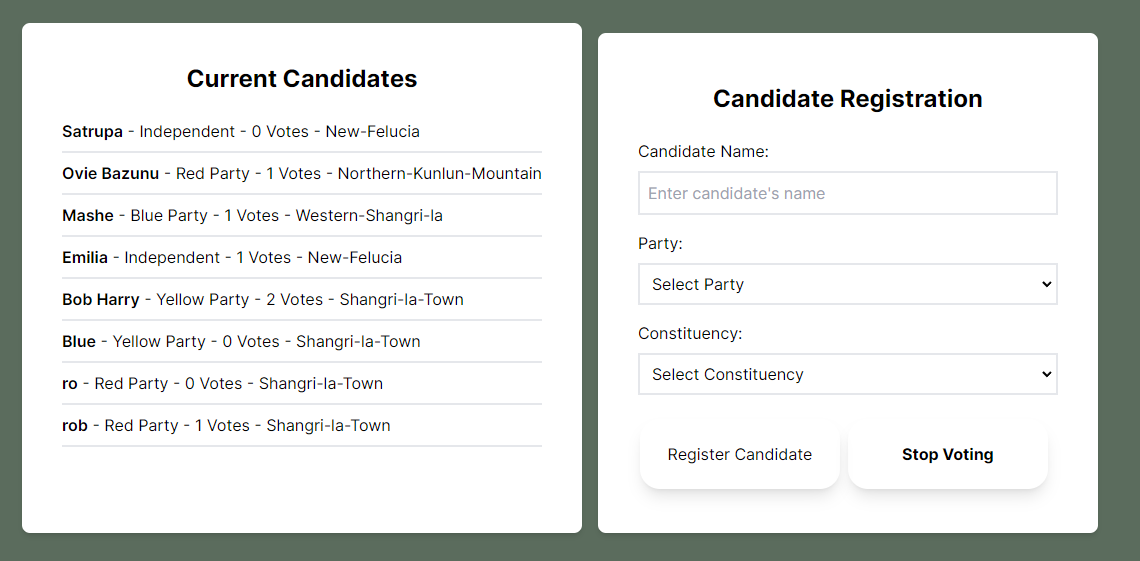 Current Candidates
Satrupa - Independent - 0 Votes - New-Felucia
Ovie Bazunu - Red Party - 1 Votes - Northern-Kunlun-Mountain
Mashe - Blue Party - 1 Votes - Western-Shangri-la
Emilia - Independent - 1 Votes - New-Felucia
Bob Harry - Yellow Party - 2 Votes - Shangri-la-Town
Blue - Yellow Party - 0 Votes - Shangri-la-Town
ro - Red Party - 0 Votes - Shangri-la-Town
rob - Red Party - 1 Votes - Shangri-la-Town
Candidate Registration
Candidate Name:
Enter candidate's name
Party:
Select Party
Constituency:
Select Constituency
Register Candidate
Stop Voting